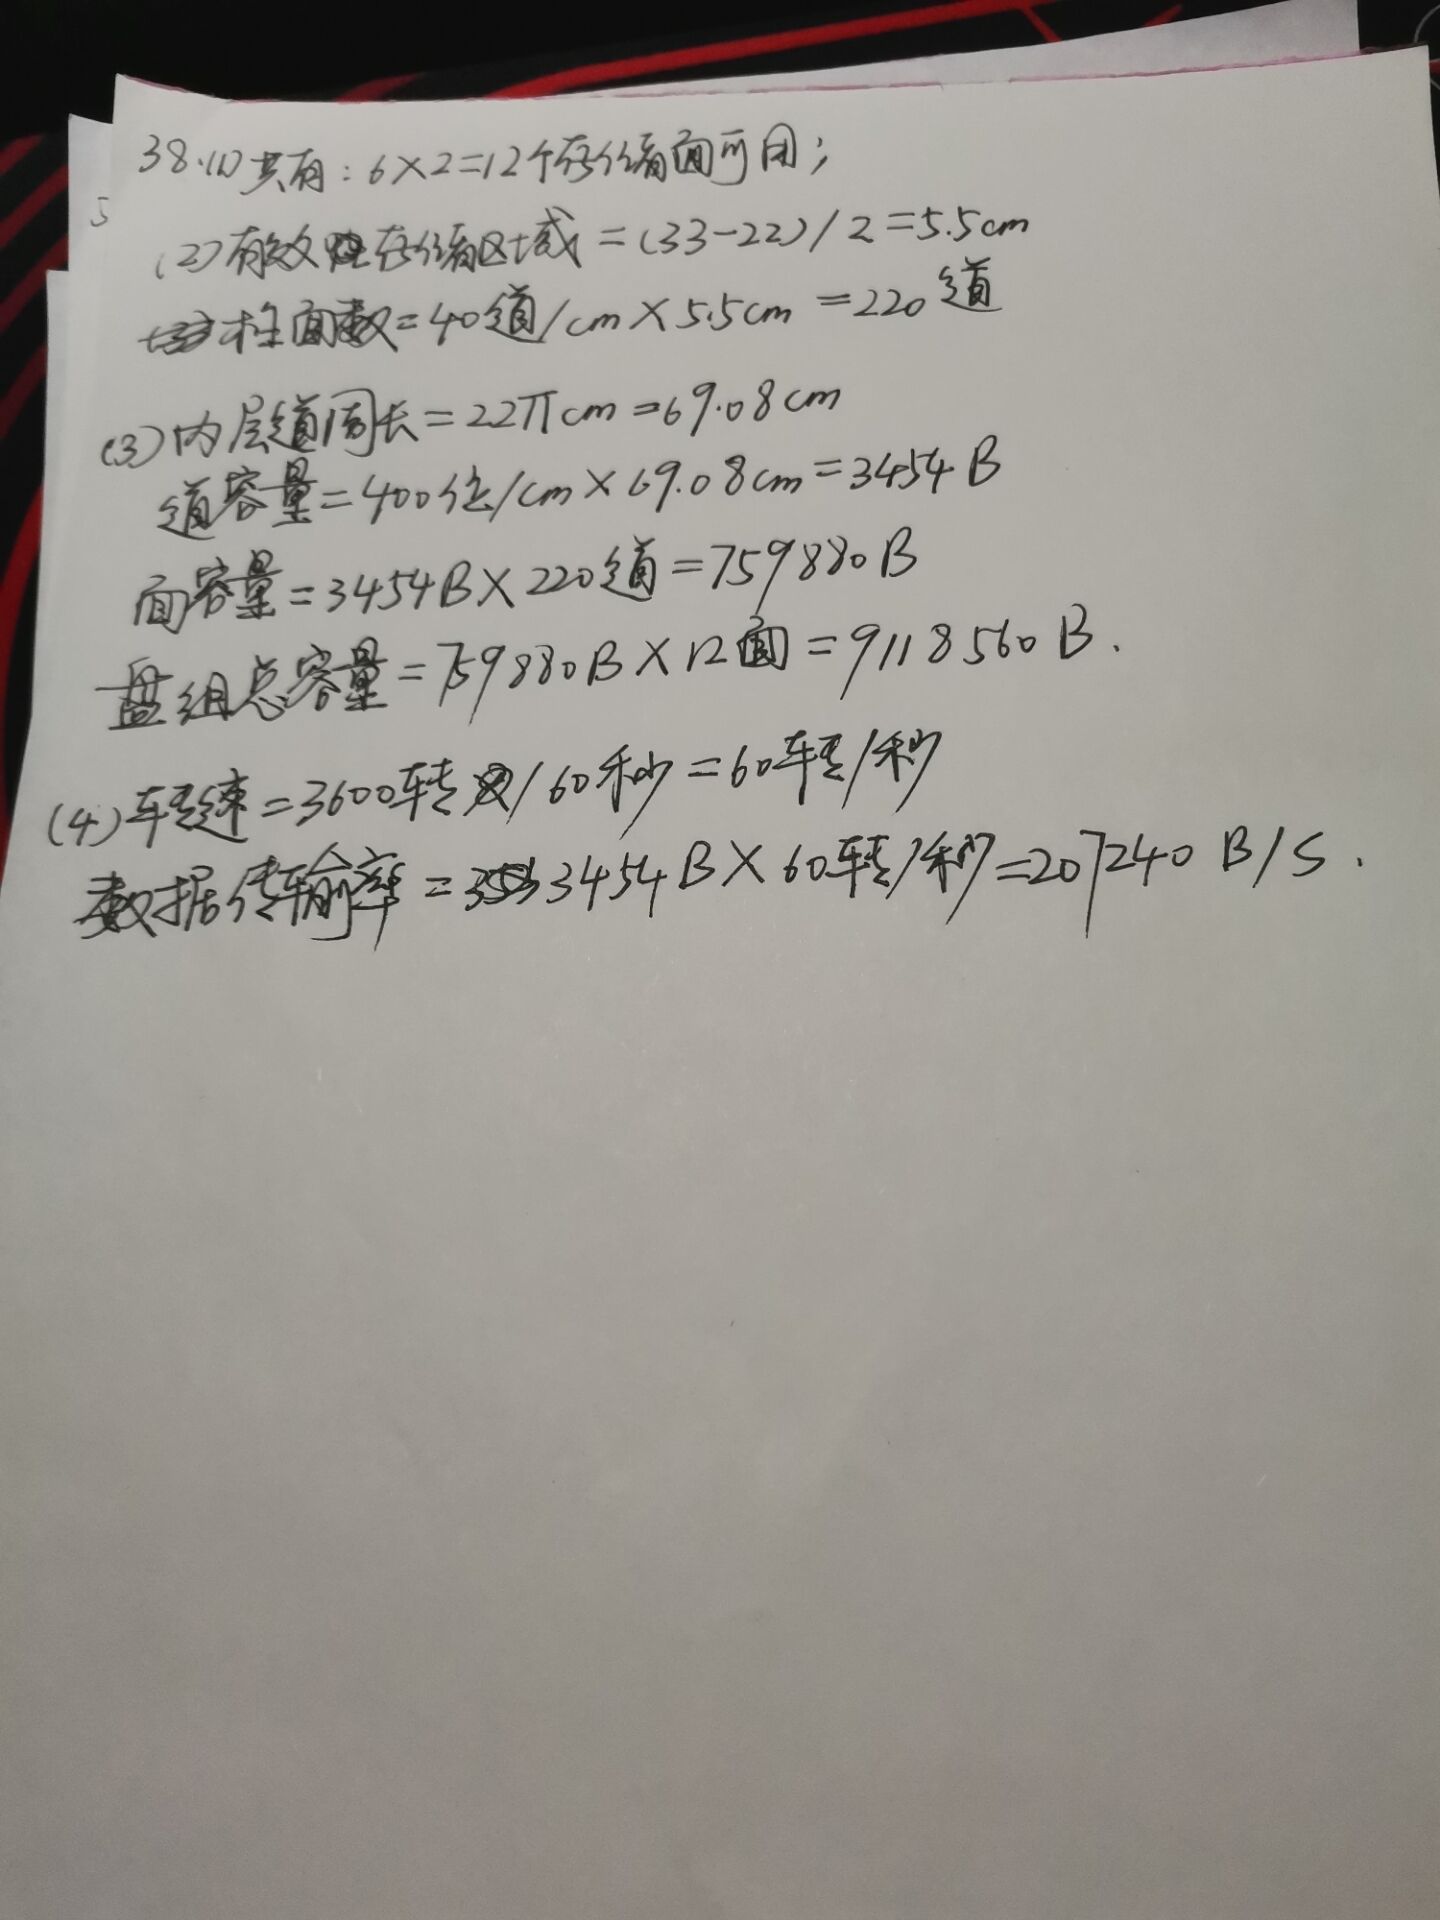 38.(1)共有：6×2=12个存储面可用；
5
(2)有效存储区域=(33-22)/2=5.5cm
柱面数=40道/cm×5.5cm=220道
(3)内层道周长=22πcm=69.08cm
道容量=400位/cm×69.08cm=3454B
面容量=3454B×220道=759880B
盘组总容量=759880B×12面=9118560B.
(4)转速=3600转/60秒=60转/秒
数据传输率=3454B×60转/秒=207240B/S.